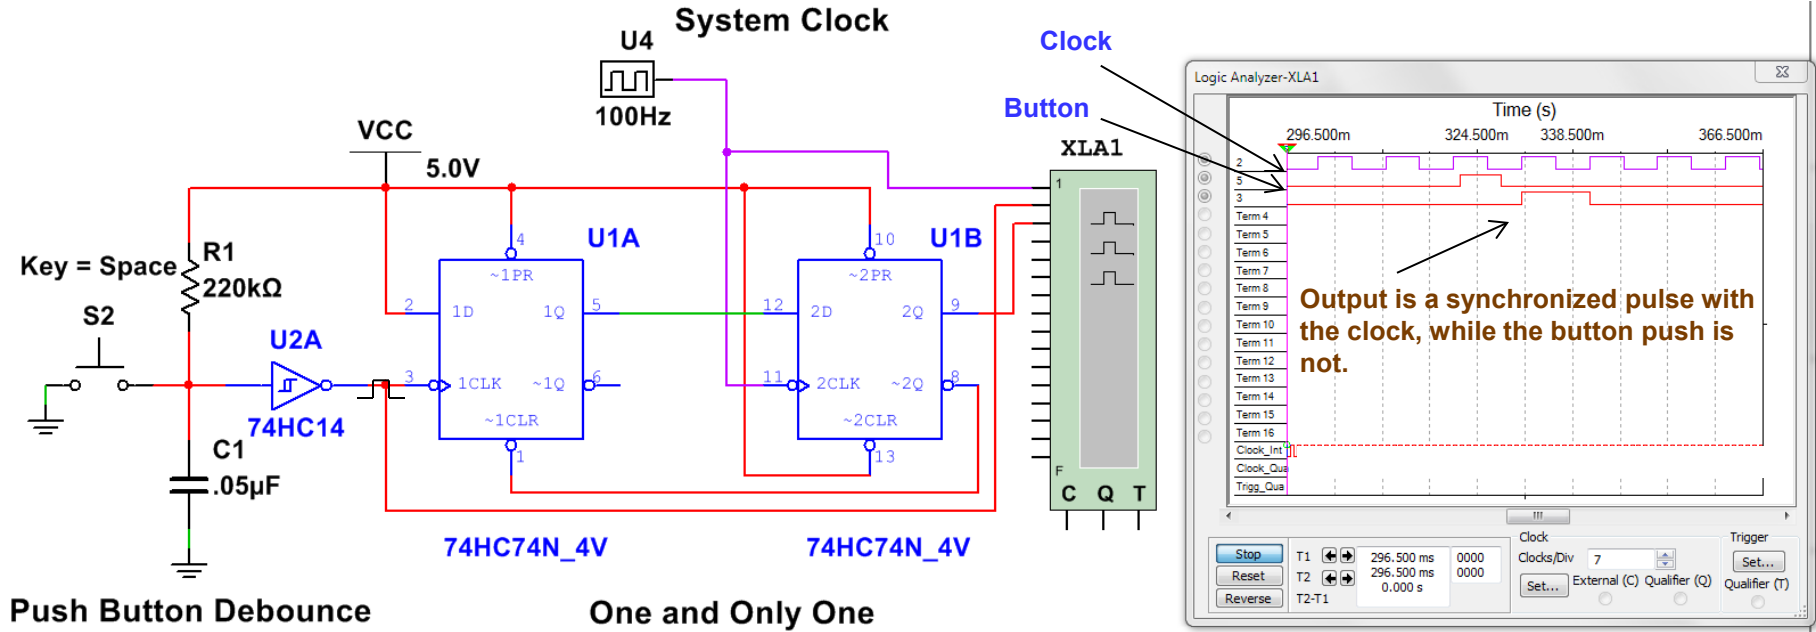 System Clock
U4
100Hz
VCC
5.0V
Key = Space
R1
220kΩ
S2
U2A
74HC14
C1
.05µF
U1A
4
~1PR
2
1D
1Q
5
3
1CLK
~1Q
6
~1CLR
1
74HC74N_4V
U1B
10
~2PR
12
2D
2Q
9
11
2CLK
~2Q
8
~2CLR
13
74HC74N_4V
XLA1
1
F
C Q T
Push Button Debounce
One and Only One
Clock
Button
Logic Analyzer-XLA1
Time (s)
296.500m 324.500m 338.500m 366.500m
2
5
3
Term 4
Term 5
Term 6
Term 7
Term 8
Term 9
Term 10
Term 11
Term 12
Term 13
Term 14
Term 15
Term 16
Clook_Int
Clook_Qua
Trigg_Qua
Output is a synchronized pulse with
the clock, while the button push is
not.
Stop
Reset
Reverse
T1 296.500 ms 0000
T2 296.500 ms 0000
T2-T1 0.000 s
Clock
Clocks/Div 7
Set... External (C) Qualifier (Q)
Trigger
Set...
Qualifier (T)